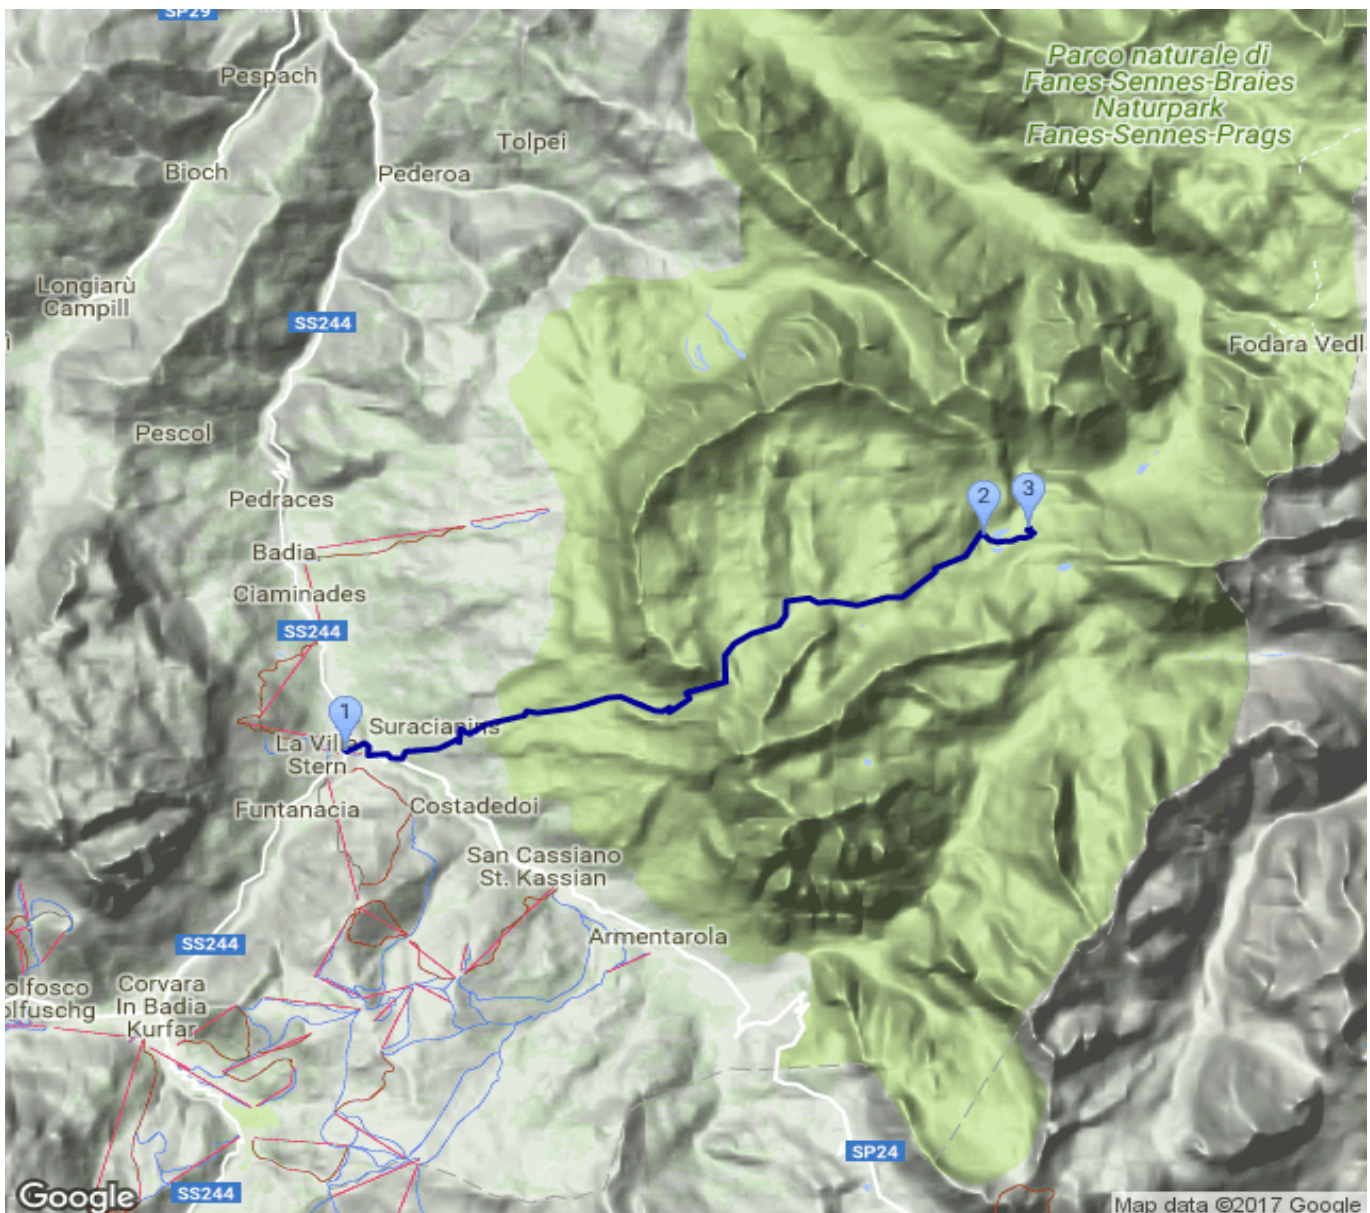 SP29
Pespach
Parco naturale di
Fanes-Sennes-Braies
Naturpark
Fanes-Sennes-Prags
Tolpei
Bioch
Pederoa
Longiarù
Campill
SS244
Fodara Vedl
Pescol
Pedraces
2
3
Badia
Ciaminades
SS244
1
Suracianins
La Villa
Stern
Funtanacia
Costadedoi
San Cassiano
St. Kassian
Armentarola
SS244
olfosco
olfuschg
Corvara
In Badia
Kurfar
SP24
SS244
Google
Map data ©2017 Google